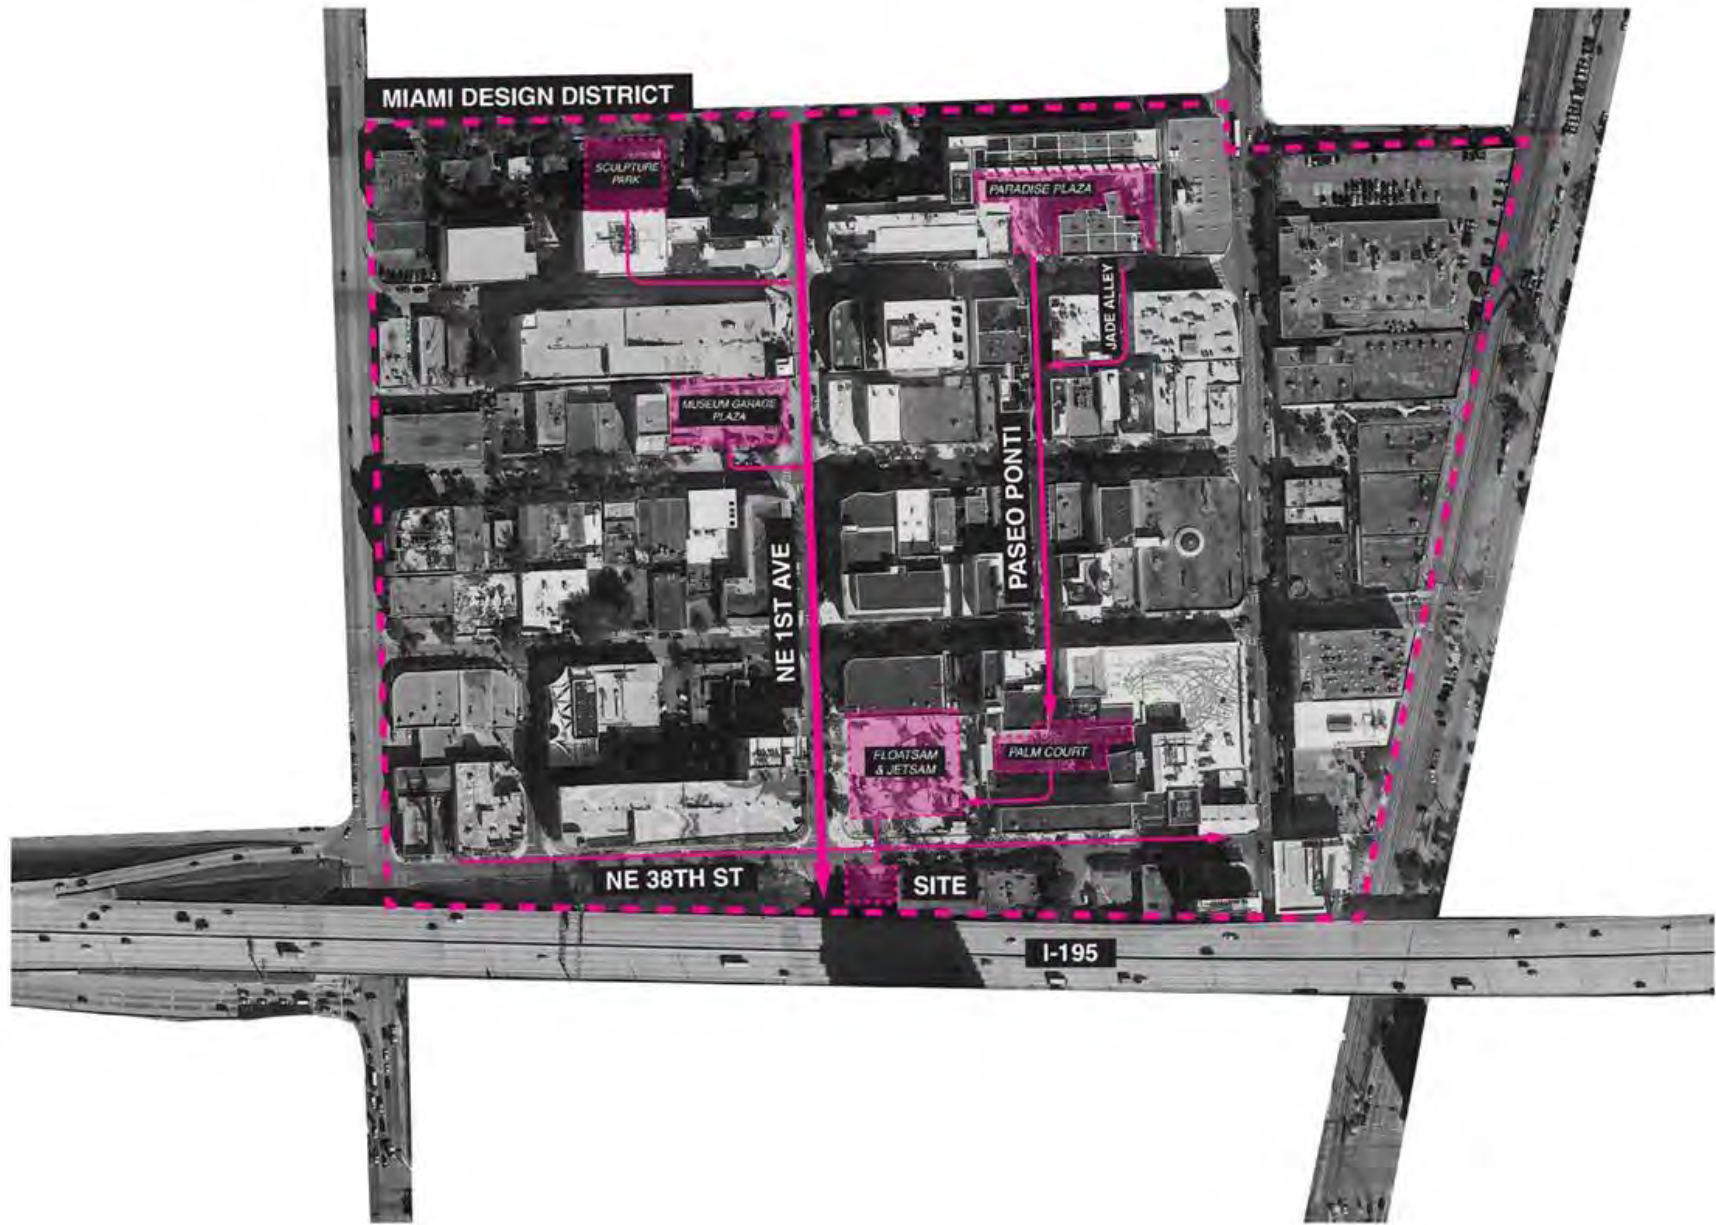 MIAMI DESIGN DISTRICT
SCULPTURE
PARK
PARADISE PLAZA
JADE ALLEY
MUSEUM GARAGE
PLAZA
PASEO PONTI
NE 1ST AVE
FLOATSAM
& JETSAM
PALM COURT
NE 38TH ST
SITE
I-195